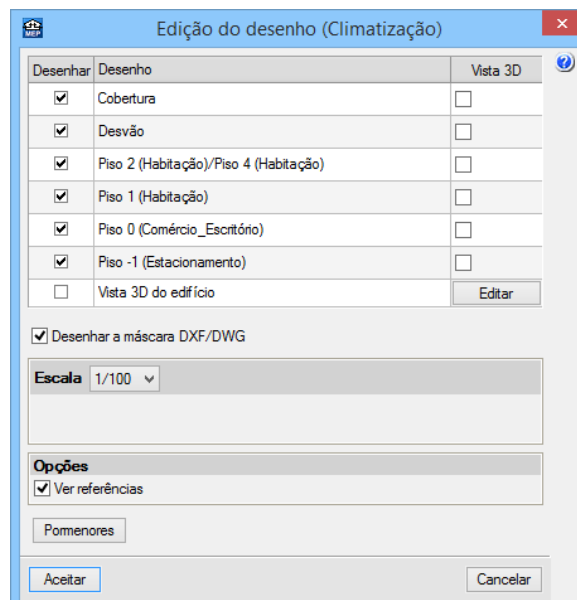 MEP
Edição do desenho (Climatização)
Desenhar Desenho Vista 3D
Cobertura
Desvão
Piso 2 (Habitação)/Piso 4 (Habitação)
Piso 1 (Habitação)
Piso 0 (Comércio_Escritório)
Piso -1 (Estacionamento)
Vista 3D do edifício Editar
Desenhar a máscara DXF/DWG
Escala 1/100
Opções
Ver referências
Pormenores
Aceitar Cancelar